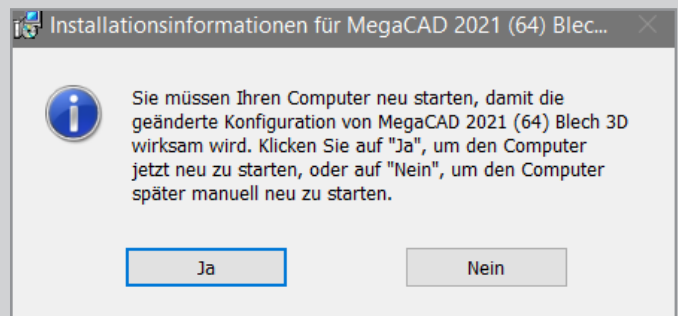 Installationsinformationen für MegaCAD 2021 (64) Blec...
Sie müssen Ihren Computer neu starten, damit die
geänderte Konfiguration von MegaCAD 2021 (64) Blech 3D
wirksam wird. Klicken Sie auf "Ja", um den Computer
jetzt neu zu starten, oder auf "Nein", um den Computer
später manuell neu zu starten.
Ja
Nein